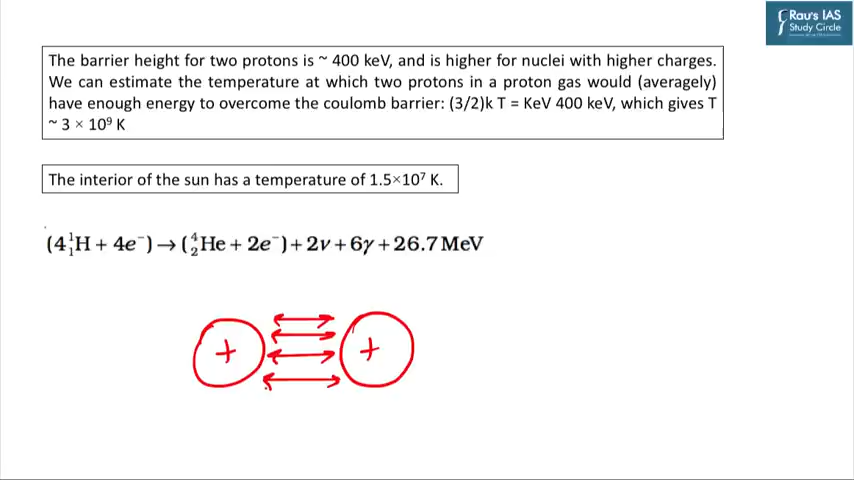 Rau's IAS
Study Circle
The barrier height for two protons is ~ 400 keV, and is higher for nuclei with higher charges.
We can estimate the temperature at which two protons in a proton gas would (averagely)
have enough energy to overcome the coulomb barrier: (3/2)k T = KeV 400 keV, which gives T
~ 3 × 10⁹ K
The interior of the sun has a temperature of 1.5×10⁷ K.
(4¹₁H + 4e⁻) → (⁴₂He + 2e⁻) + 2ν + 6γ + 26.7 MeV
+ +